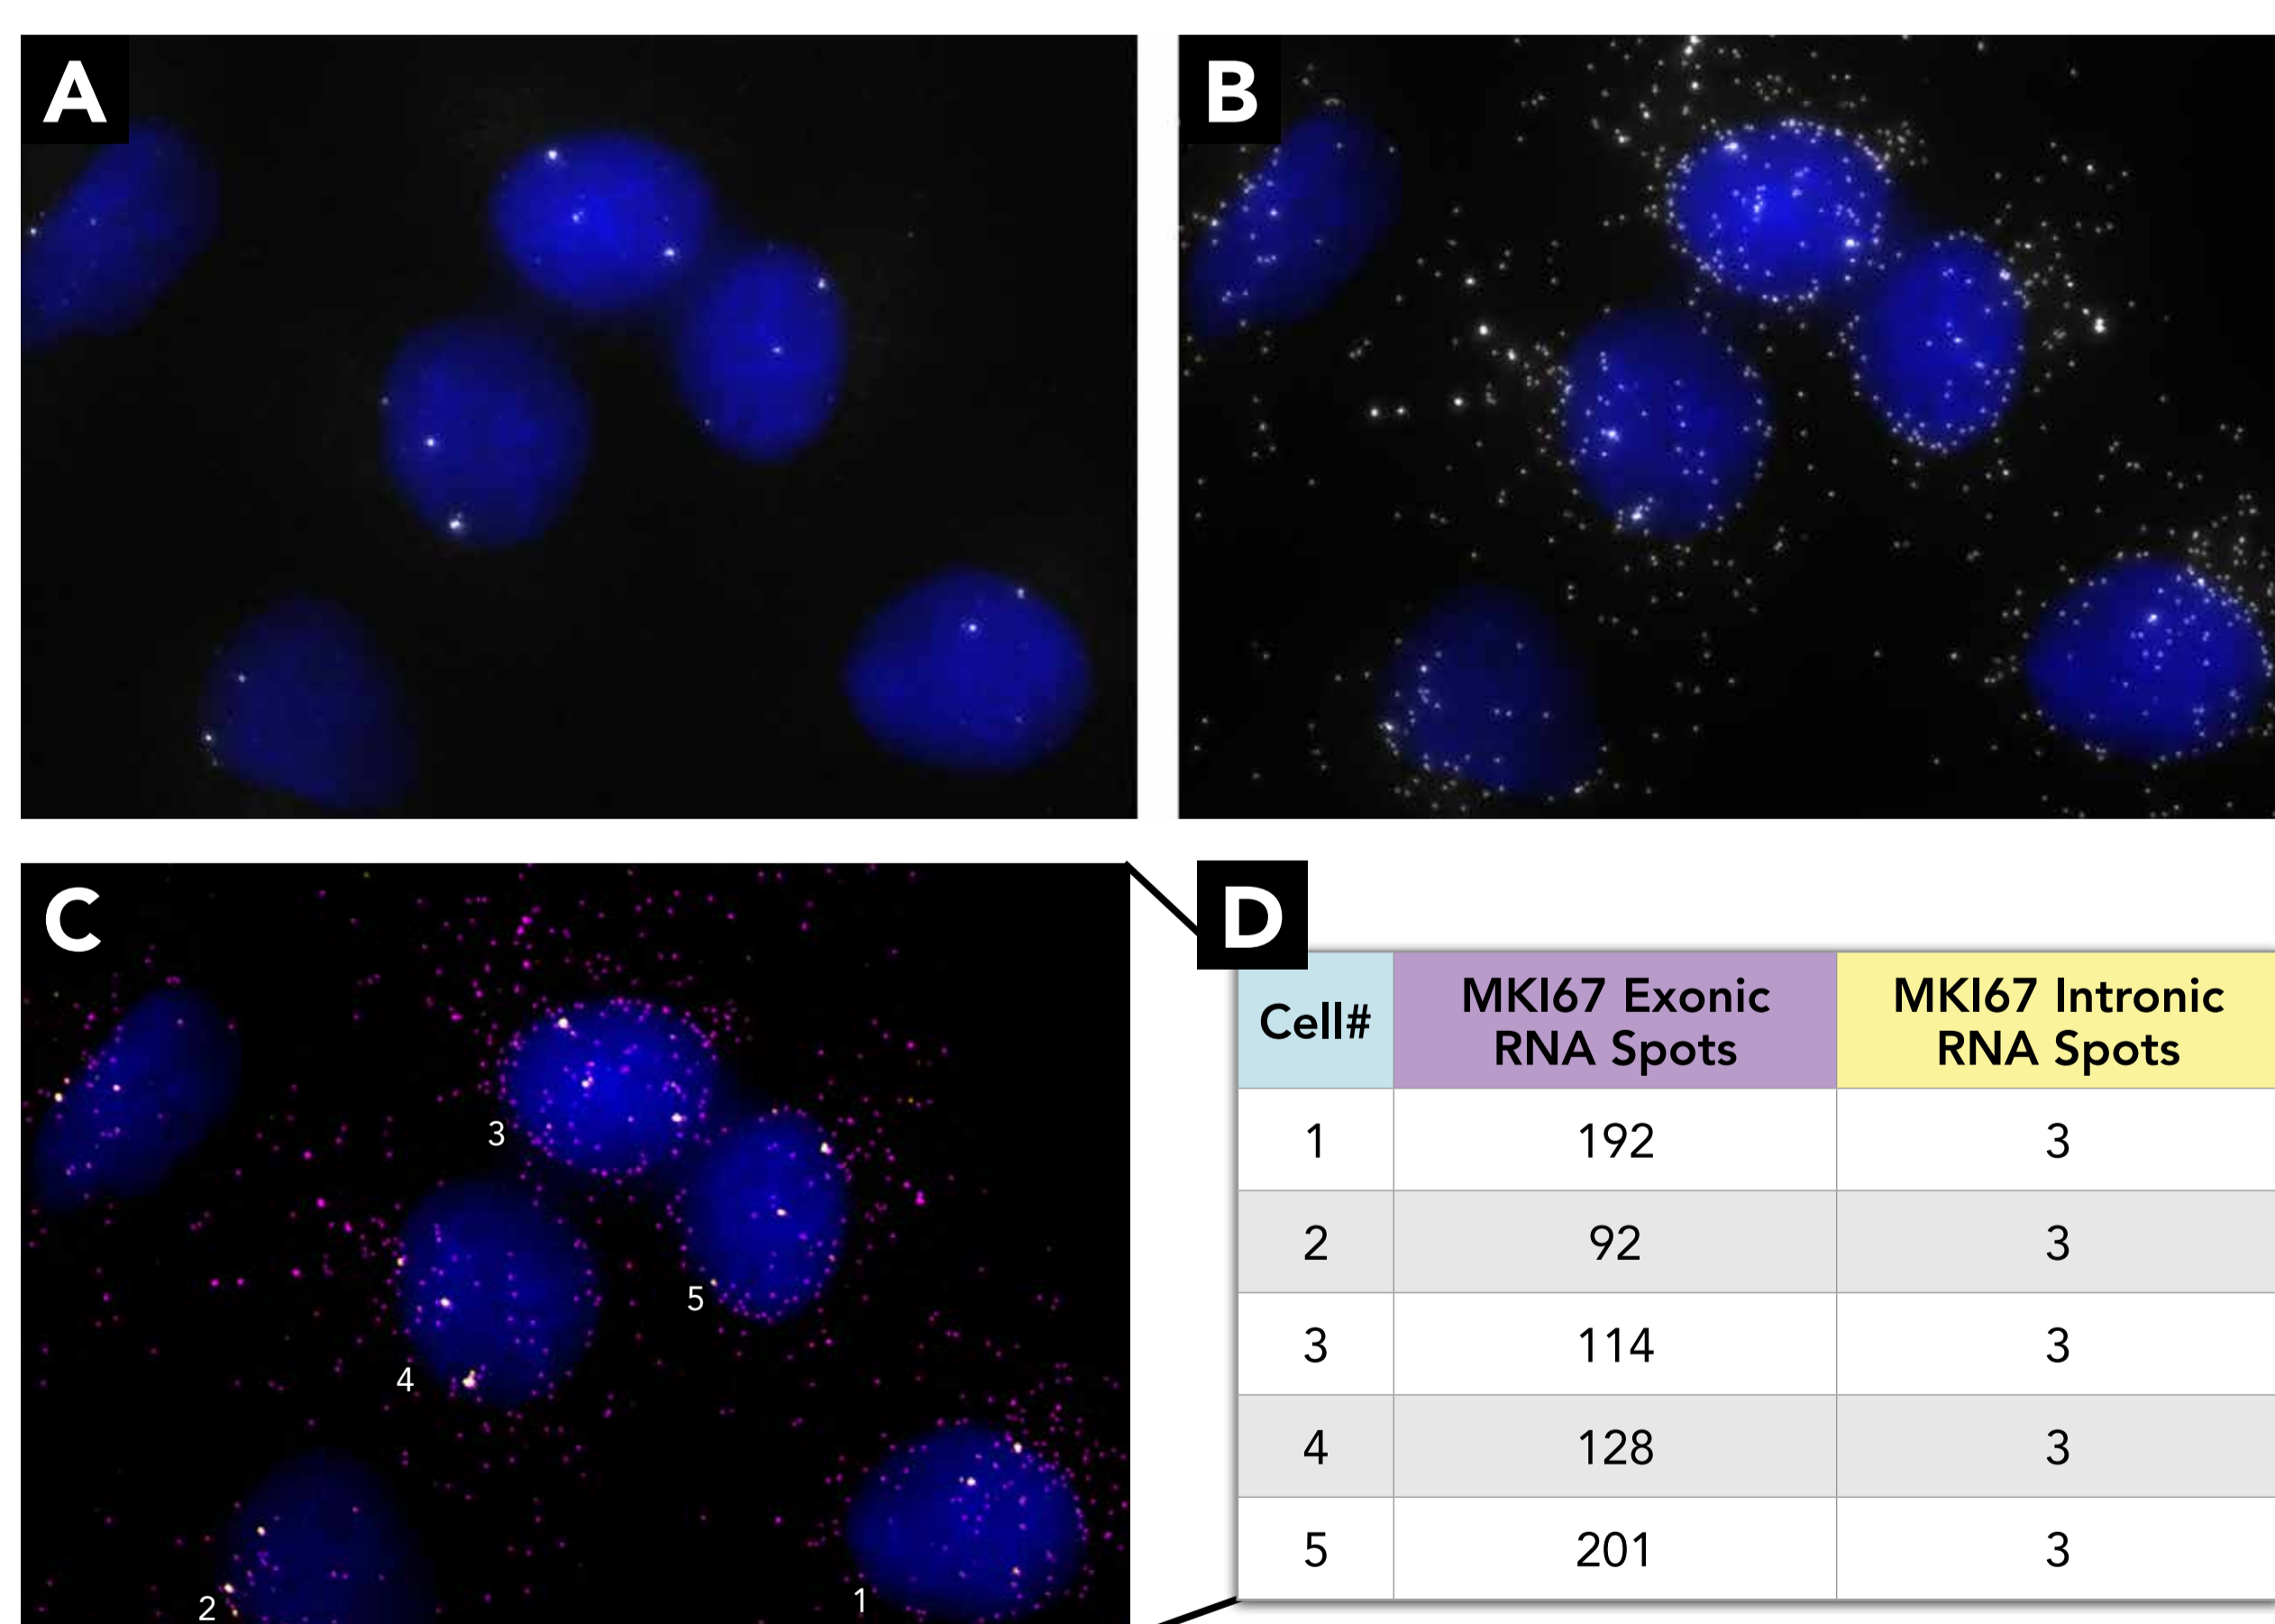 A
B
C
3
5
4
2
1
D
Cell#
MKI67 Exonic
RNA Spots
MKI67 Intronic
RNA Spots
1 192 3
2 92 3
3 114 3
4 128 3
5 201 3